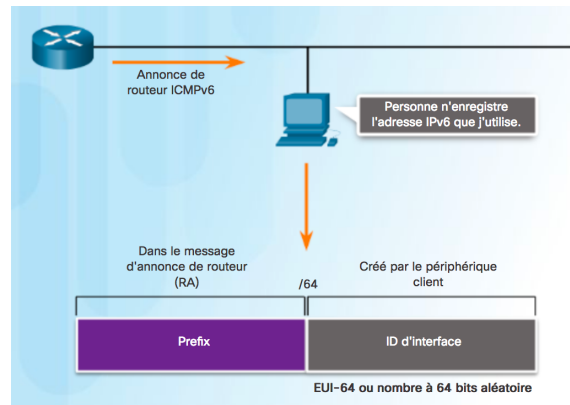 Annonce de
routeur ICMPv6
Personne n'enregistre
l'adresse IPv6 que j'utilise.
Dans le message
d'annonce de routeur
(RA)
/64
Créé par le périphérique
client
Prefix
ID d'interface
EUI-64 ou nombre à 64 bits aléatoire